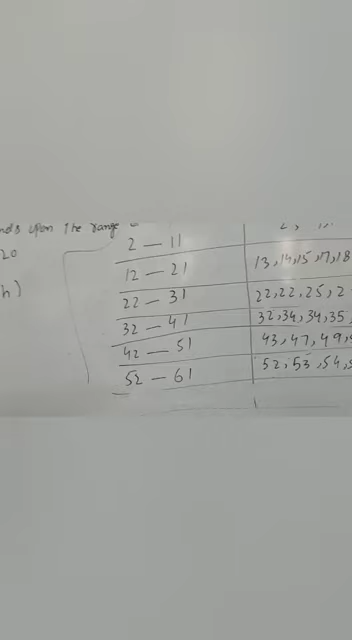 upon the range
2 – 11
20
12 – 21 13,14,15,17,18
h)
22 – 31 22,22,25,2
32 – 41 32,34,34,35,
42 – 51 43,47,49,
52 – 61 52,53,54,